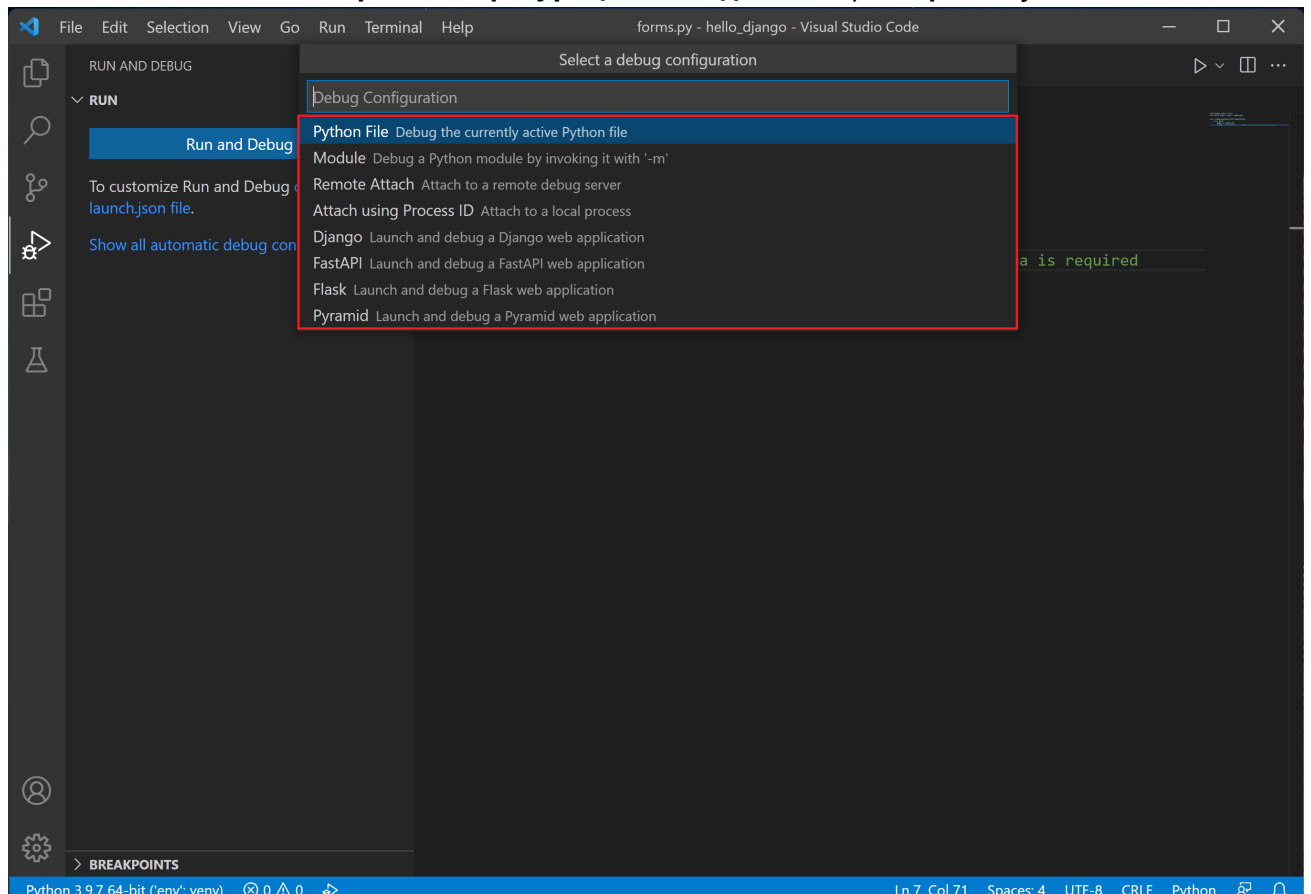 File Edit Selection View Go Run Terminal Help forms.py - hello_django - Visual Studio Code
RUN AND DEBUG
Select a debug configuration
RUN
Debug Configuration
Run and Debug
Python File Debug the currently active Python file
Module Debug a Python module by invoking it with '-m'
To customize Run and Debug
Remote Attach Attach to a remote debug server
launch.json file.
Attach using Process ID Attach to a local process
Show all automatic debug con
Django Launch and debug a Django web application
FastAPI Launch and debug a FastAPI web application
a is required
Flask Launch and debug a Flask web application
Pyramid Launch and debug a Pyramid web application
BREAKPOINTS
Python 3.9.7 64-bit ('env': venv) 0 0 Ln 7, Col 71 Spaces: 4 UTF-8 CRLF Python